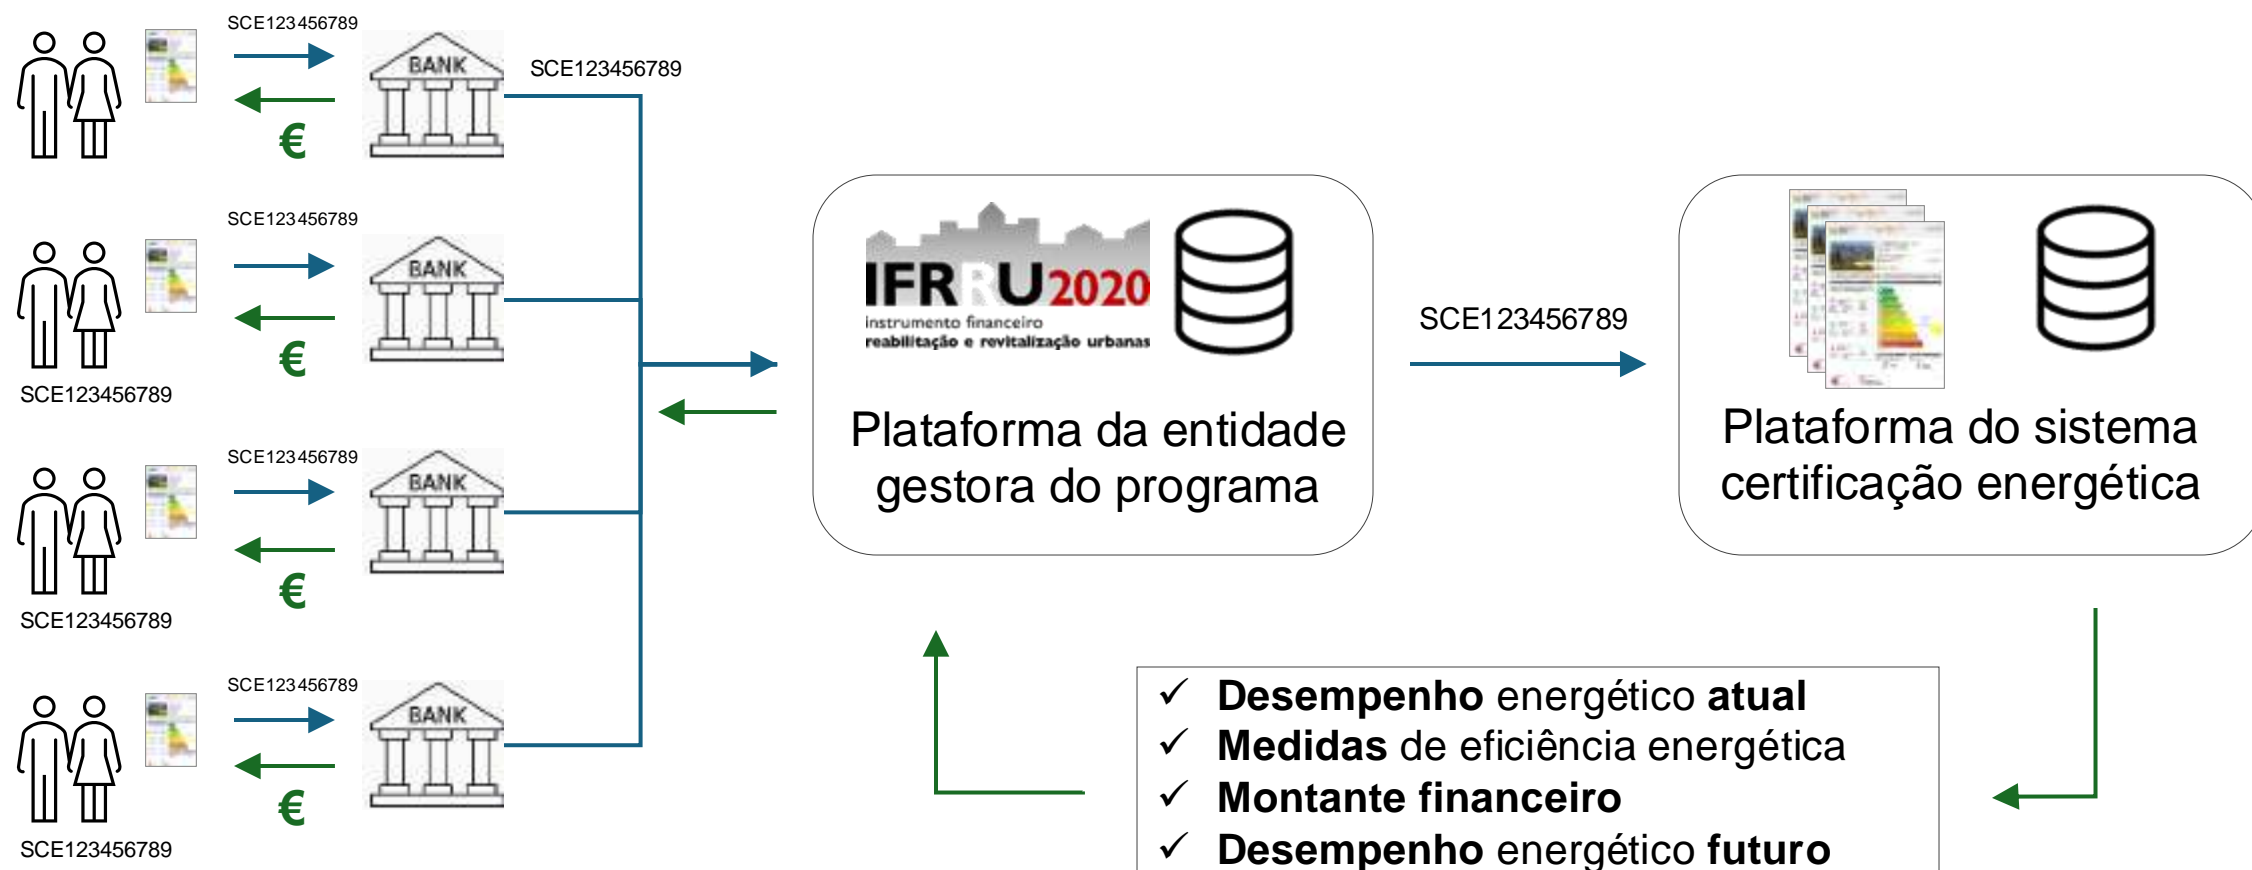 SCE123456789
BANK
€
SCE123456789
SCE123456789
BANK
€
SCE123456789
SCE123456789
BANK
€
SCE123456789
SCE123456789
BANK
€
SCE123456789
IFRRU2020
instrumento financeiro
reabilitação e revitalização urbanas
Plataforma da entidade
gestora do programa
SCE123456789
Plataforma do sistema
certificação energética
✓ Desempenho energético atual
✓ Medidas de eficiência energética
✓ Montante financeiro
✓ Desempenho energético futuro